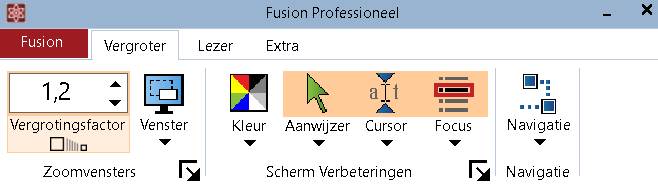 Fusion Professioneel
Fusion Vergroter Lezer Extra
1,2
Vergrotingsfactor Venster Kleur Aanwijzer Cursor Focus Navigatie
Zoomvensters Scherm Verbeteringen Navigatie